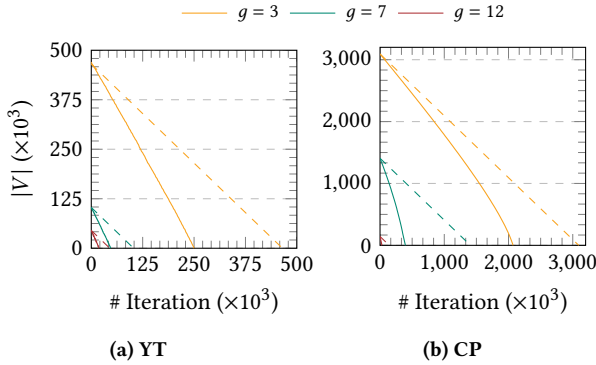 g = 3 g = 7 g = 12
|V| (×10³)
500
375
250
125
0
0 125 250 375 500
# Iteration (×10³)
(a) YT
3,000
2,000
1,000
0
0 1,000 2,000 3,000
# Iteration (×10³)
(b) CP